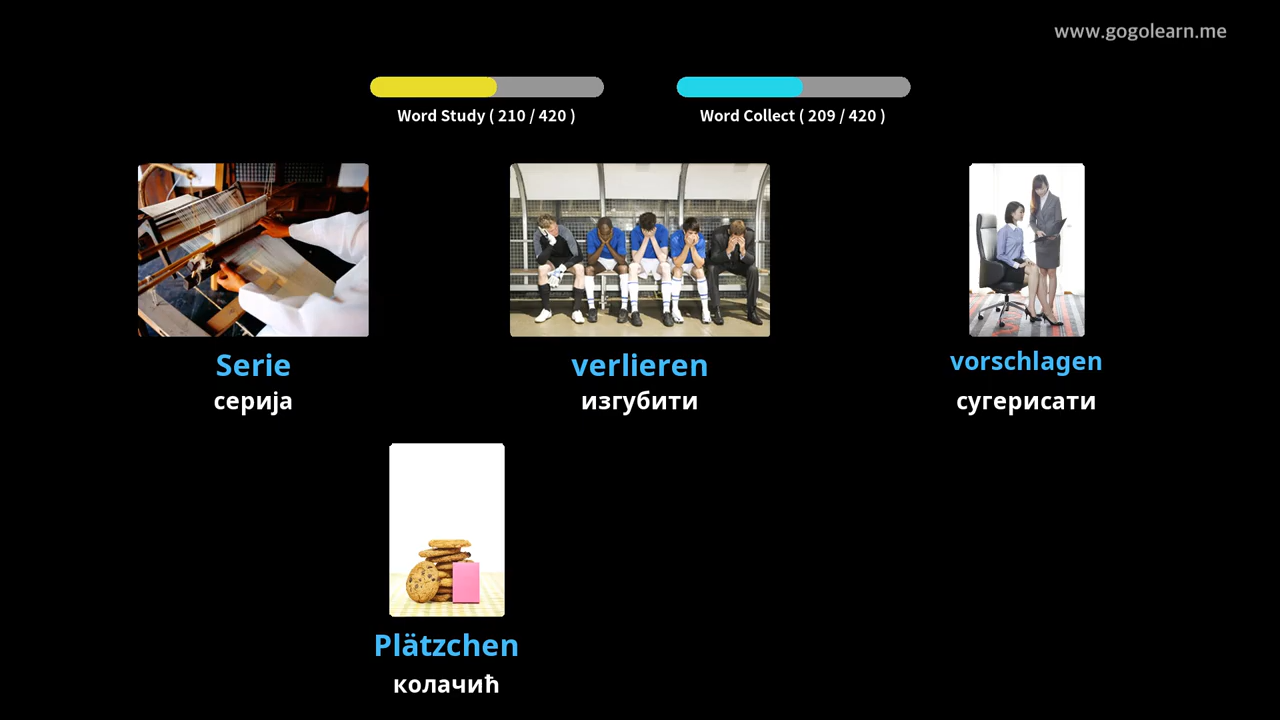 www.gogolearn.me
Word Study ( 210 / 420 )
Word Collect ( 209 / 420 )
Serie
verlieren
vorschlagen
серија
изгубити
сугерисати
Plätzchen
колачић